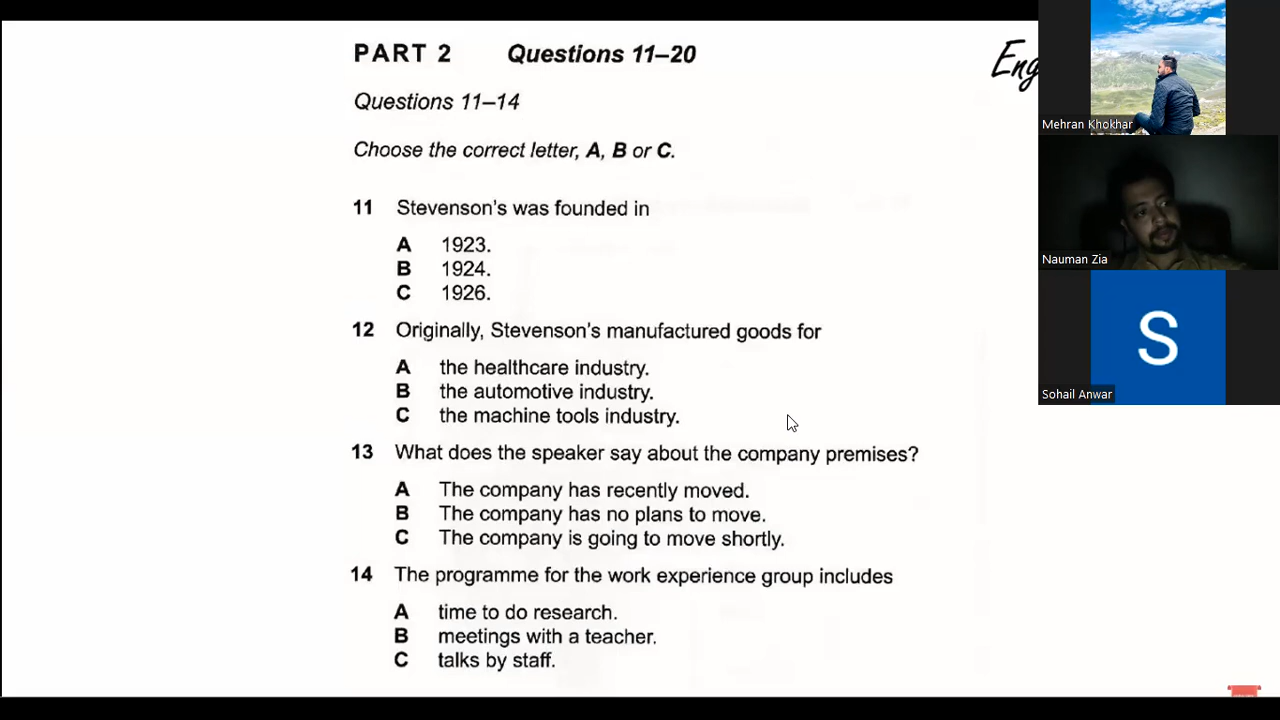 PART 2 Questions 11–20
Eng
Questions 11–14
Choose the correct letter, A, B or C.
11 Stevenson's was founded in
A 1923.
B 1924.
C 1926.
12 Originally, Stevenson's manufactured goods for
A the healthcare industry.
B the automotive industry.
C the machine tools industry.
13 What does the speaker say about the company premises?
A The company has recently moved.
B The company has no plans to move.
C The company is going to move shortly.
14 The programme for the work experience group includes
A time to do research.
B meetings with a teacher.
C talks by staff.
Mehran Khokhar
Nauman Zia
S
Sohail Anwar